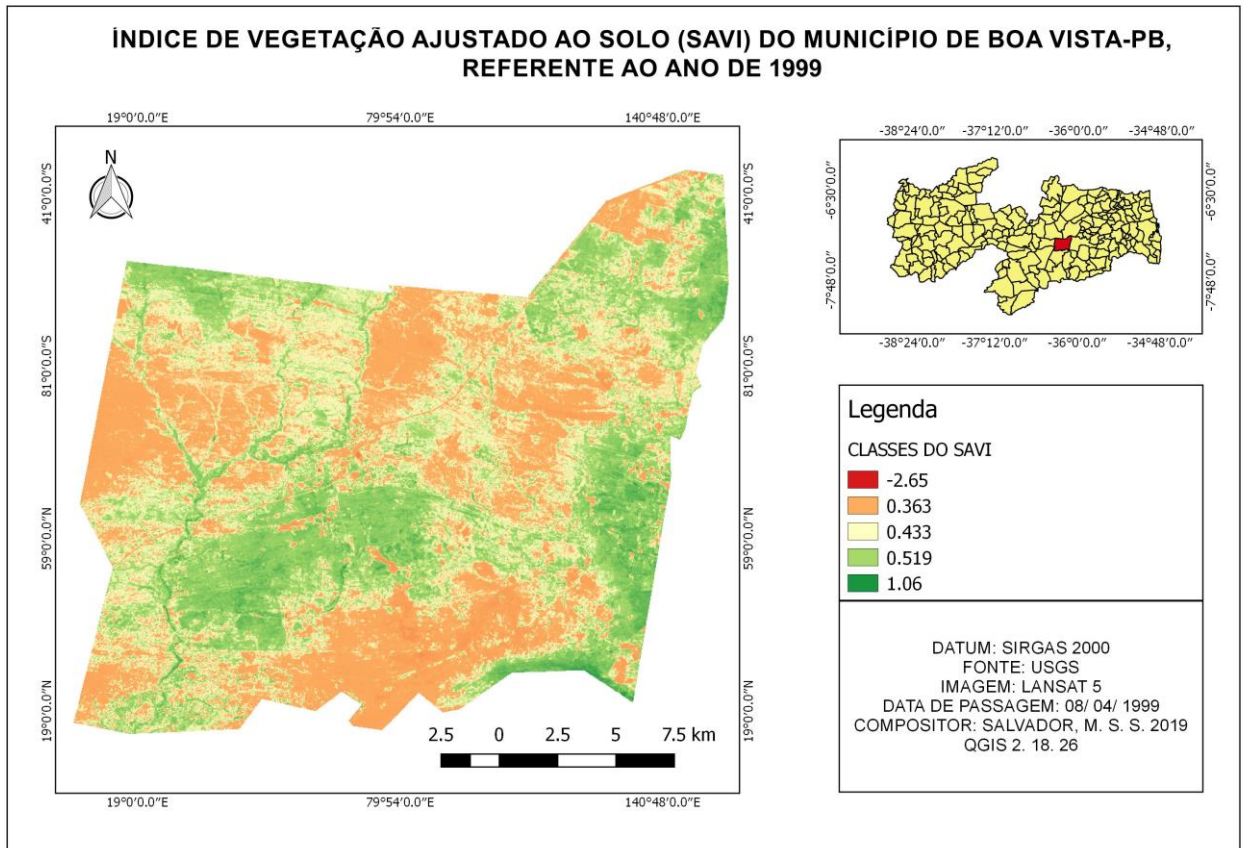 ÍNDICE DE VEGETAÇÃO AJUSTADO AO SOLO (SAVI) DO MUNICÍPIO DE BOA VISTA-PB,
REFERENTE AO ANO DE 1999
19°0'0.0"E 79°54'0.0"E 140°48'0.0"E
N
41°0'0.0"S
81°0'0.0"S
59°0'0.0"N
19°0'0.0"N
41°0'0.0"S
81°0'0.0"S
59°0'0.0"N
19°0'0.0"N
2.5 0 2.5 5 7.5 km
19°0'0.0"E 79°54'0.0"E 140°48'0.0"E
-38°24'0.0" -37°12'0.0" -36°0'0.0" -34°48'0.0"
-6°30'0.0"
-7°48'0.0"
-6°30'0.0"
-7°48'0.0"
-38°24'0.0" -37°12'0.0" -36°0'0.0" -34°48'0.0"
Legenda
CLASSES DO SAVI
-2.65
0.363
0.433
0.519
1.06
DATUM: SIRGAS 2000
FONTE: USGS
IMAGEM: LANSAT 5
DATA DE PASSAGEM: 08/ 04/ 1999
COMPOSITOR: SALVADOR, M. S. S. 2019
QGIS 2. 18. 26